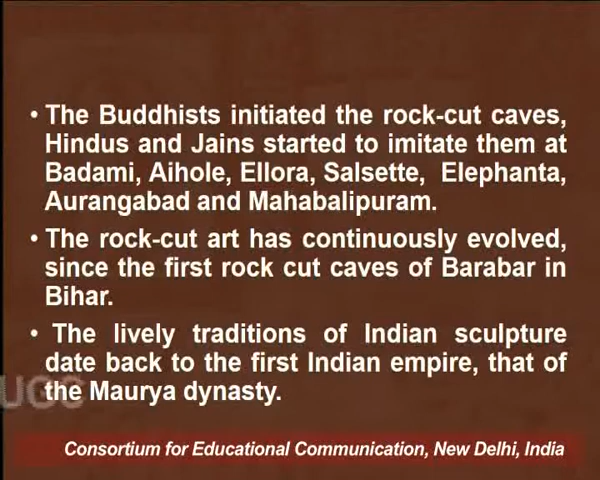 • The Buddhists initiated the rock-cut caves,
Hindus and Jains started to imitate them at
Badami, Aihole, Ellora, Salsette, Elephanta,
Aurangabad and Mahabalipuram.
• The rock-cut art has continuously evolved,
since the first rock cut caves of Barabar in
Bihar.
• The lively traditions of Indian sculpture
date back to the first Indian empire, that of
the Maurya dynasty.
UGC
Consortium for Educational Communication, New Delhi, India